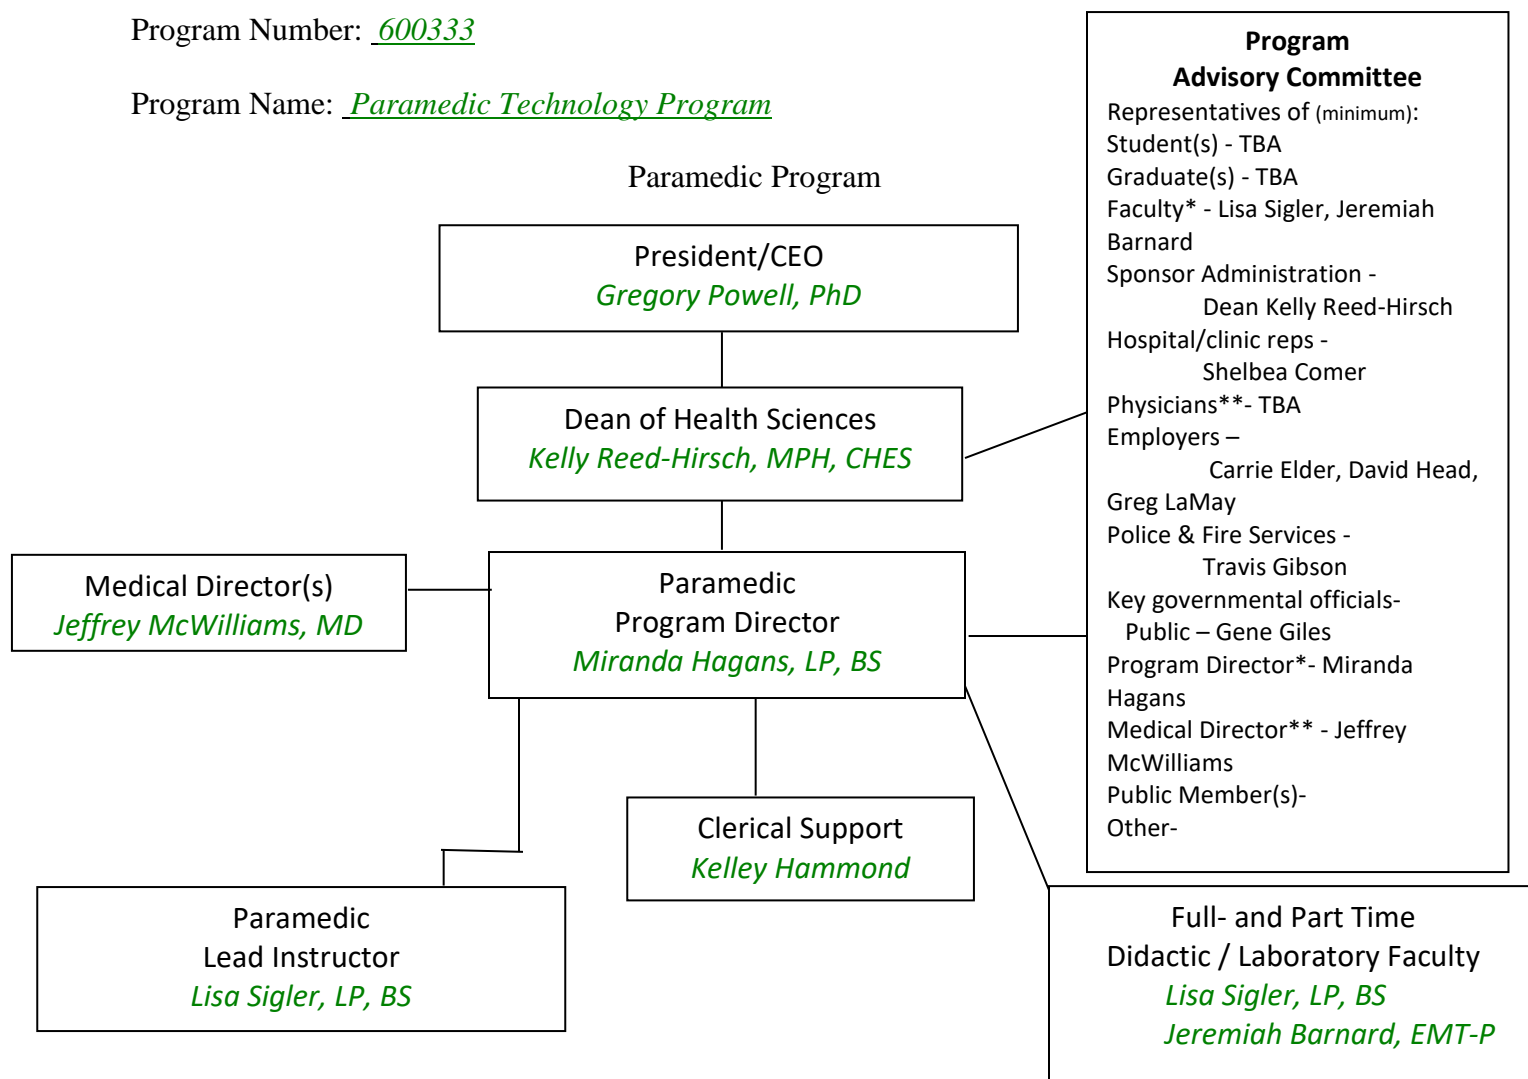 Program Number: 600333
Program Name: Paramedic Technology Program
Paramedic Program
President/CEO
Gregory Powell, PhD
Dean of Health Sciences
Kelly Reed-Hirsch, MPH, CHES
Medical Director(s)
Jeffrey McWilliams, MD
Paramedic
Program Director
Miranda Hagans, LP, BS
Clerical Support
Kelley Hammond
Paramedic
Lead Instructor
Lisa Sigler, LP, BS
Program
Advisory Committee
Representatives of (minimum):
Student(s) - TBA
Graduate(s) - TBA
Faculty* - Lisa Sigler, Jeremiah
Barnard
Sponsor Administration -
Dean Kelly Reed-Hirsch
Hospital/clinic reps -
Shelbea Comer
Physicians**- TBA
Employers –
Carrie Elder, David Head,
Greg LaMay
Police & Fire Services -
Travis Gibson
Key governmental officials-
Public – Gene Giles
Program Director*- Miranda
Hagans
Medical Director** - Jeffrey
McWilliams
Public Member(s)-
Other-
Full- and Part Time
Didactic / Laboratory Faculty
Lisa Sigler, LP, BS
Jeremiah Barnard, EMT-P